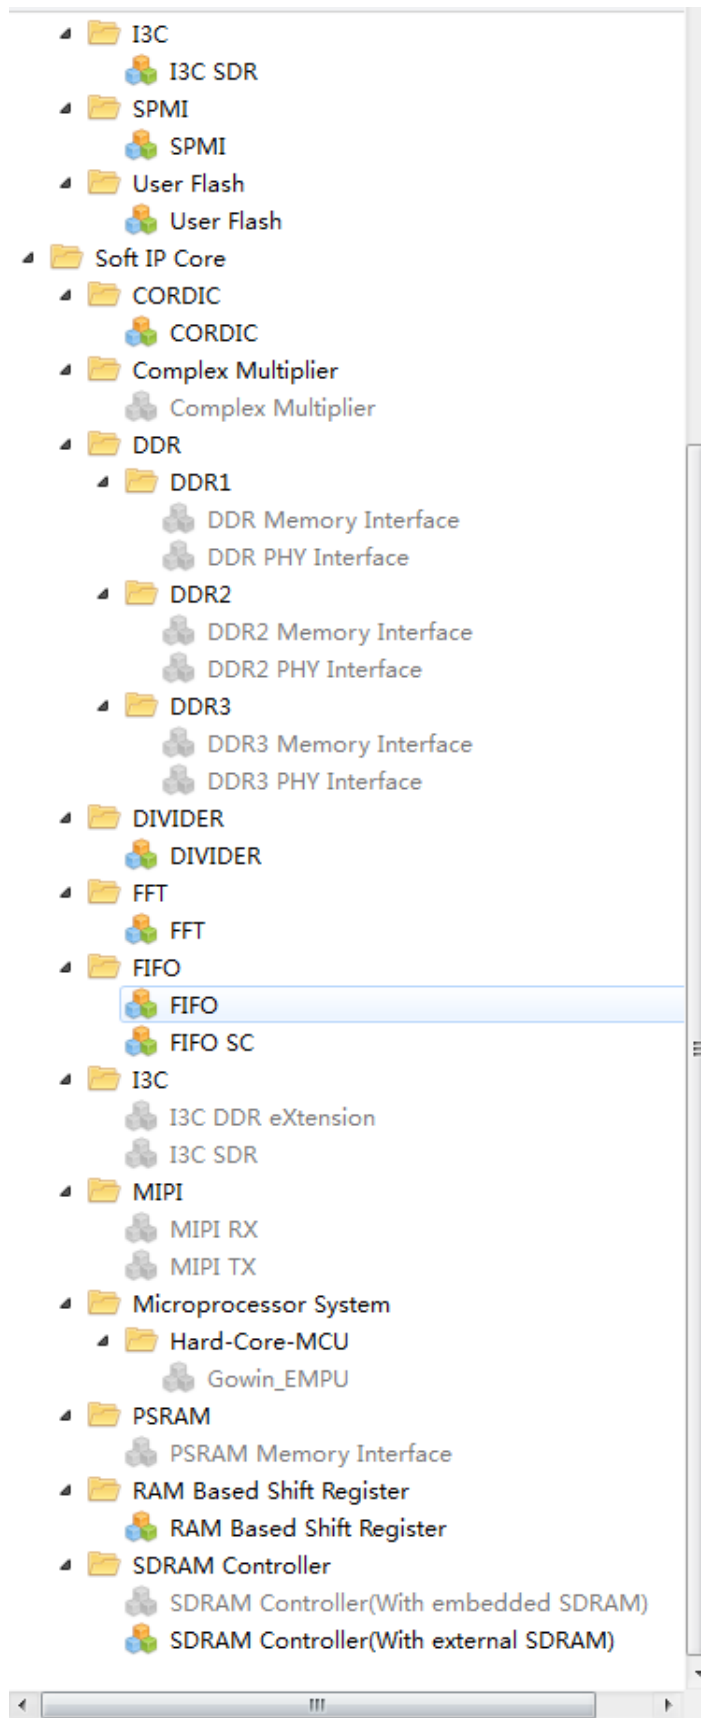 I3C
I3C SDR
SPMI
SPMI
User Flash
User Flash
Soft IP Core
CORDIC
CORDIC
Complex Multiplier
Complex Multiplier
DDR
DDR1
DDR Memory Interface
DDR PHY Interface
DDR2
DDR2 Memory Interface
DDR2 PHY Interface
DDR3
DDR3 Memory Interface
DDR3 PHY Interface
DIVIDER
DIVIDER
FFT
FFT
FIFO
FIFO
FIFO SC
I3C
I3C DDR eXtension
I3C SDR
MIPI
MIPI RX
MIPI TX
Microprocessor System
Hard-Core-MCU
Gowin_EMPU
PSRAM
PSRAM Memory Interface
RAM Based Shift Register
RAM Based Shift Register
SDRAM Controller
SDRAM Controller(With embedded SDRAM)
SDRAM Controller(With external SDRAM)